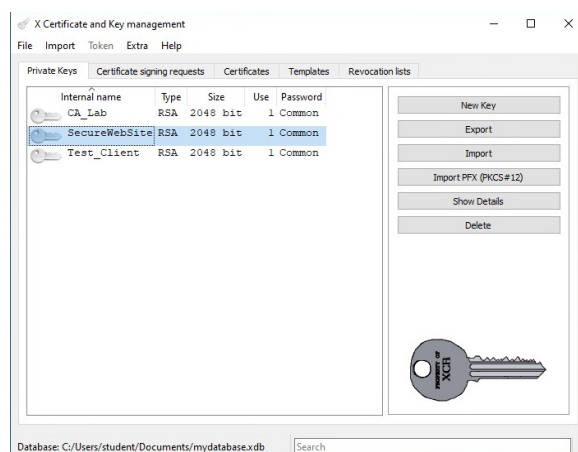 X Certificate and Key management
File Import Token Extra Help
Private Keys Certificate signing requests Certificates Templates Revocation lists
Internal name Type Size Use Password
CA_Lab RSA 2048 bit 1 Common
SecureWebSite RSA 2048 bit 1 Common
Test_Client RSA 2048 bit 1 Common
New Key
Export
Import
Import PFX (PKCS#12)
Show Details
Delete
PROPERTY OF
XCA
Database: C:/Users/student/Documents/mydatabase.xdb Search